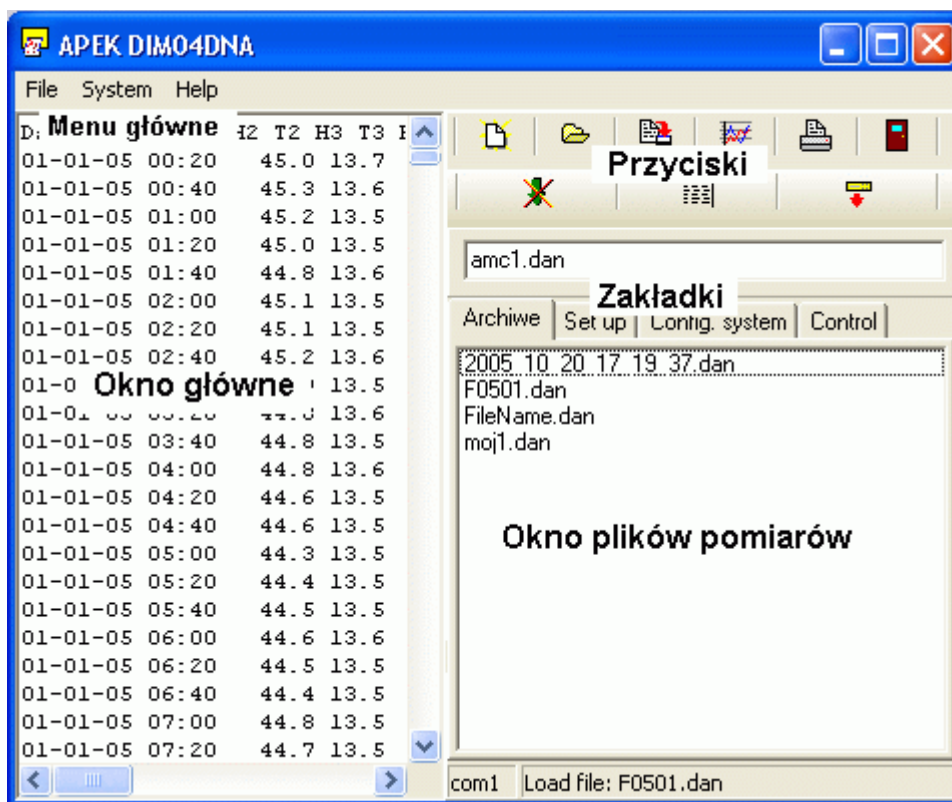 APEK DIM04DNA
File System Help
Menu główne H2 T2 H3 T3
01-01-05 00:20 45.0 13.7
01-01-05 00:40 45.3 13.6
01-01-05 01:00 45.2 13.5
01-01-05 01:20 45.0 13.5
01-01-05 01:40 44.8 13.6
01-01-05 02:00 45.1 13.5
01-01-05 02:20 45.1 13.5
01-01-05 02:40 45.2 13.6
Okno główne 13.5
13.6
01-01-05 03:40 44.8 13.5
01-01-05 04:00 44.8 13.6
01-01-05 04:20 44.6 13.5
01-01-05 04:40 44.6 13.5
01-01-05 05:00 44.3 13.5
01-01-05 05:20 44.4 13.5
01-01-05 05:40 44.5 13.5
01-01-05 06:00 44.6 13.6
01-01-05 06:20 44.5 13.5
01-01-05 06:40 44.4 13.5
01-01-05 07:00 44.8 13.5
01-01-05 07:20 44.7 13.5
Przyciski
amc1.dan
Zakładki
Archiwe Set up Config. system Control
2005_10_20_17_19_37.dan
F0501.dan
FileName.dan
moj1.dan
Okno plików pomiarów
com1 Load file: F0501.dan